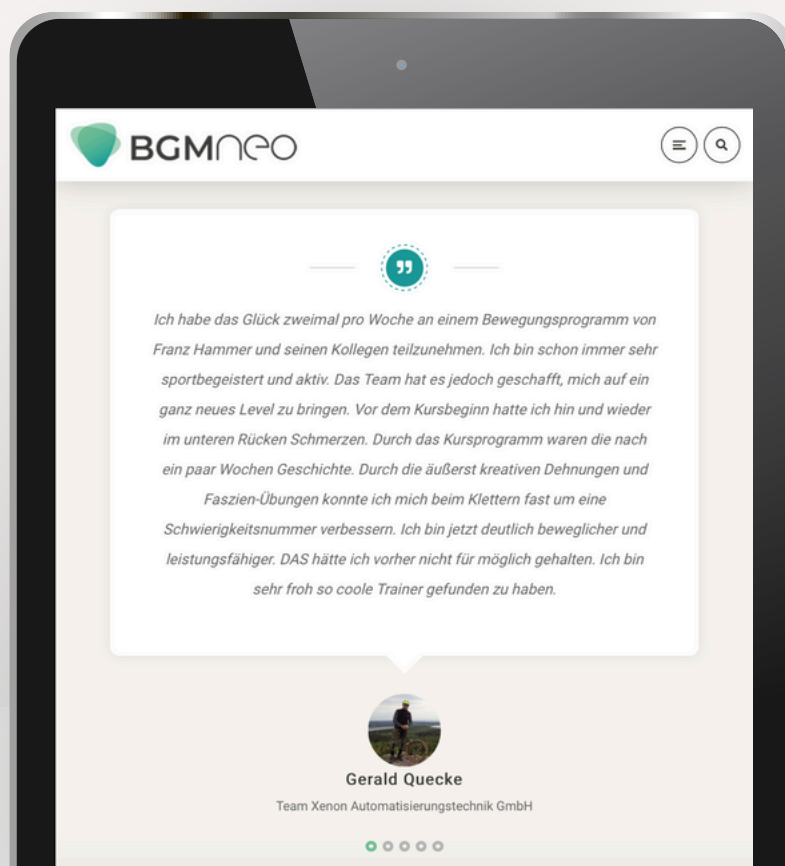 BGMneo
Ich habe das Glück zweimal pro Woche an einem Bewegungsprogramm von
Franz Hammer und seinen Kollegen teilzunehmen. Ich bin schon immer sehr
sportbegeistert und aktiv. Das Team hat es jedoch geschafft, mich auf ein
ganz neues Level zu bringen. Vor dem Kursbeginn hatte ich hin und wieder
im unteren Rücken Schmerzen. Durch das Kursprogramm waren die nach
ein paar Wochen Geschichte. Durch die äußerst kreativen Dehnungen und
Faszien-Übungen konnte ich mich beim Klettern fast um eine
Schwierigkeitsnummer verbessern. Ich bin jetzt deutlich beweglicher und
leistungsfähiger. DAS hätte ich vorher nicht für möglich gehalten. Ich bin
sehr froh so coole Trainer gefunden zu haben.
Gerald Quecke
Team Xenon Automatisierungstechnik GmbH